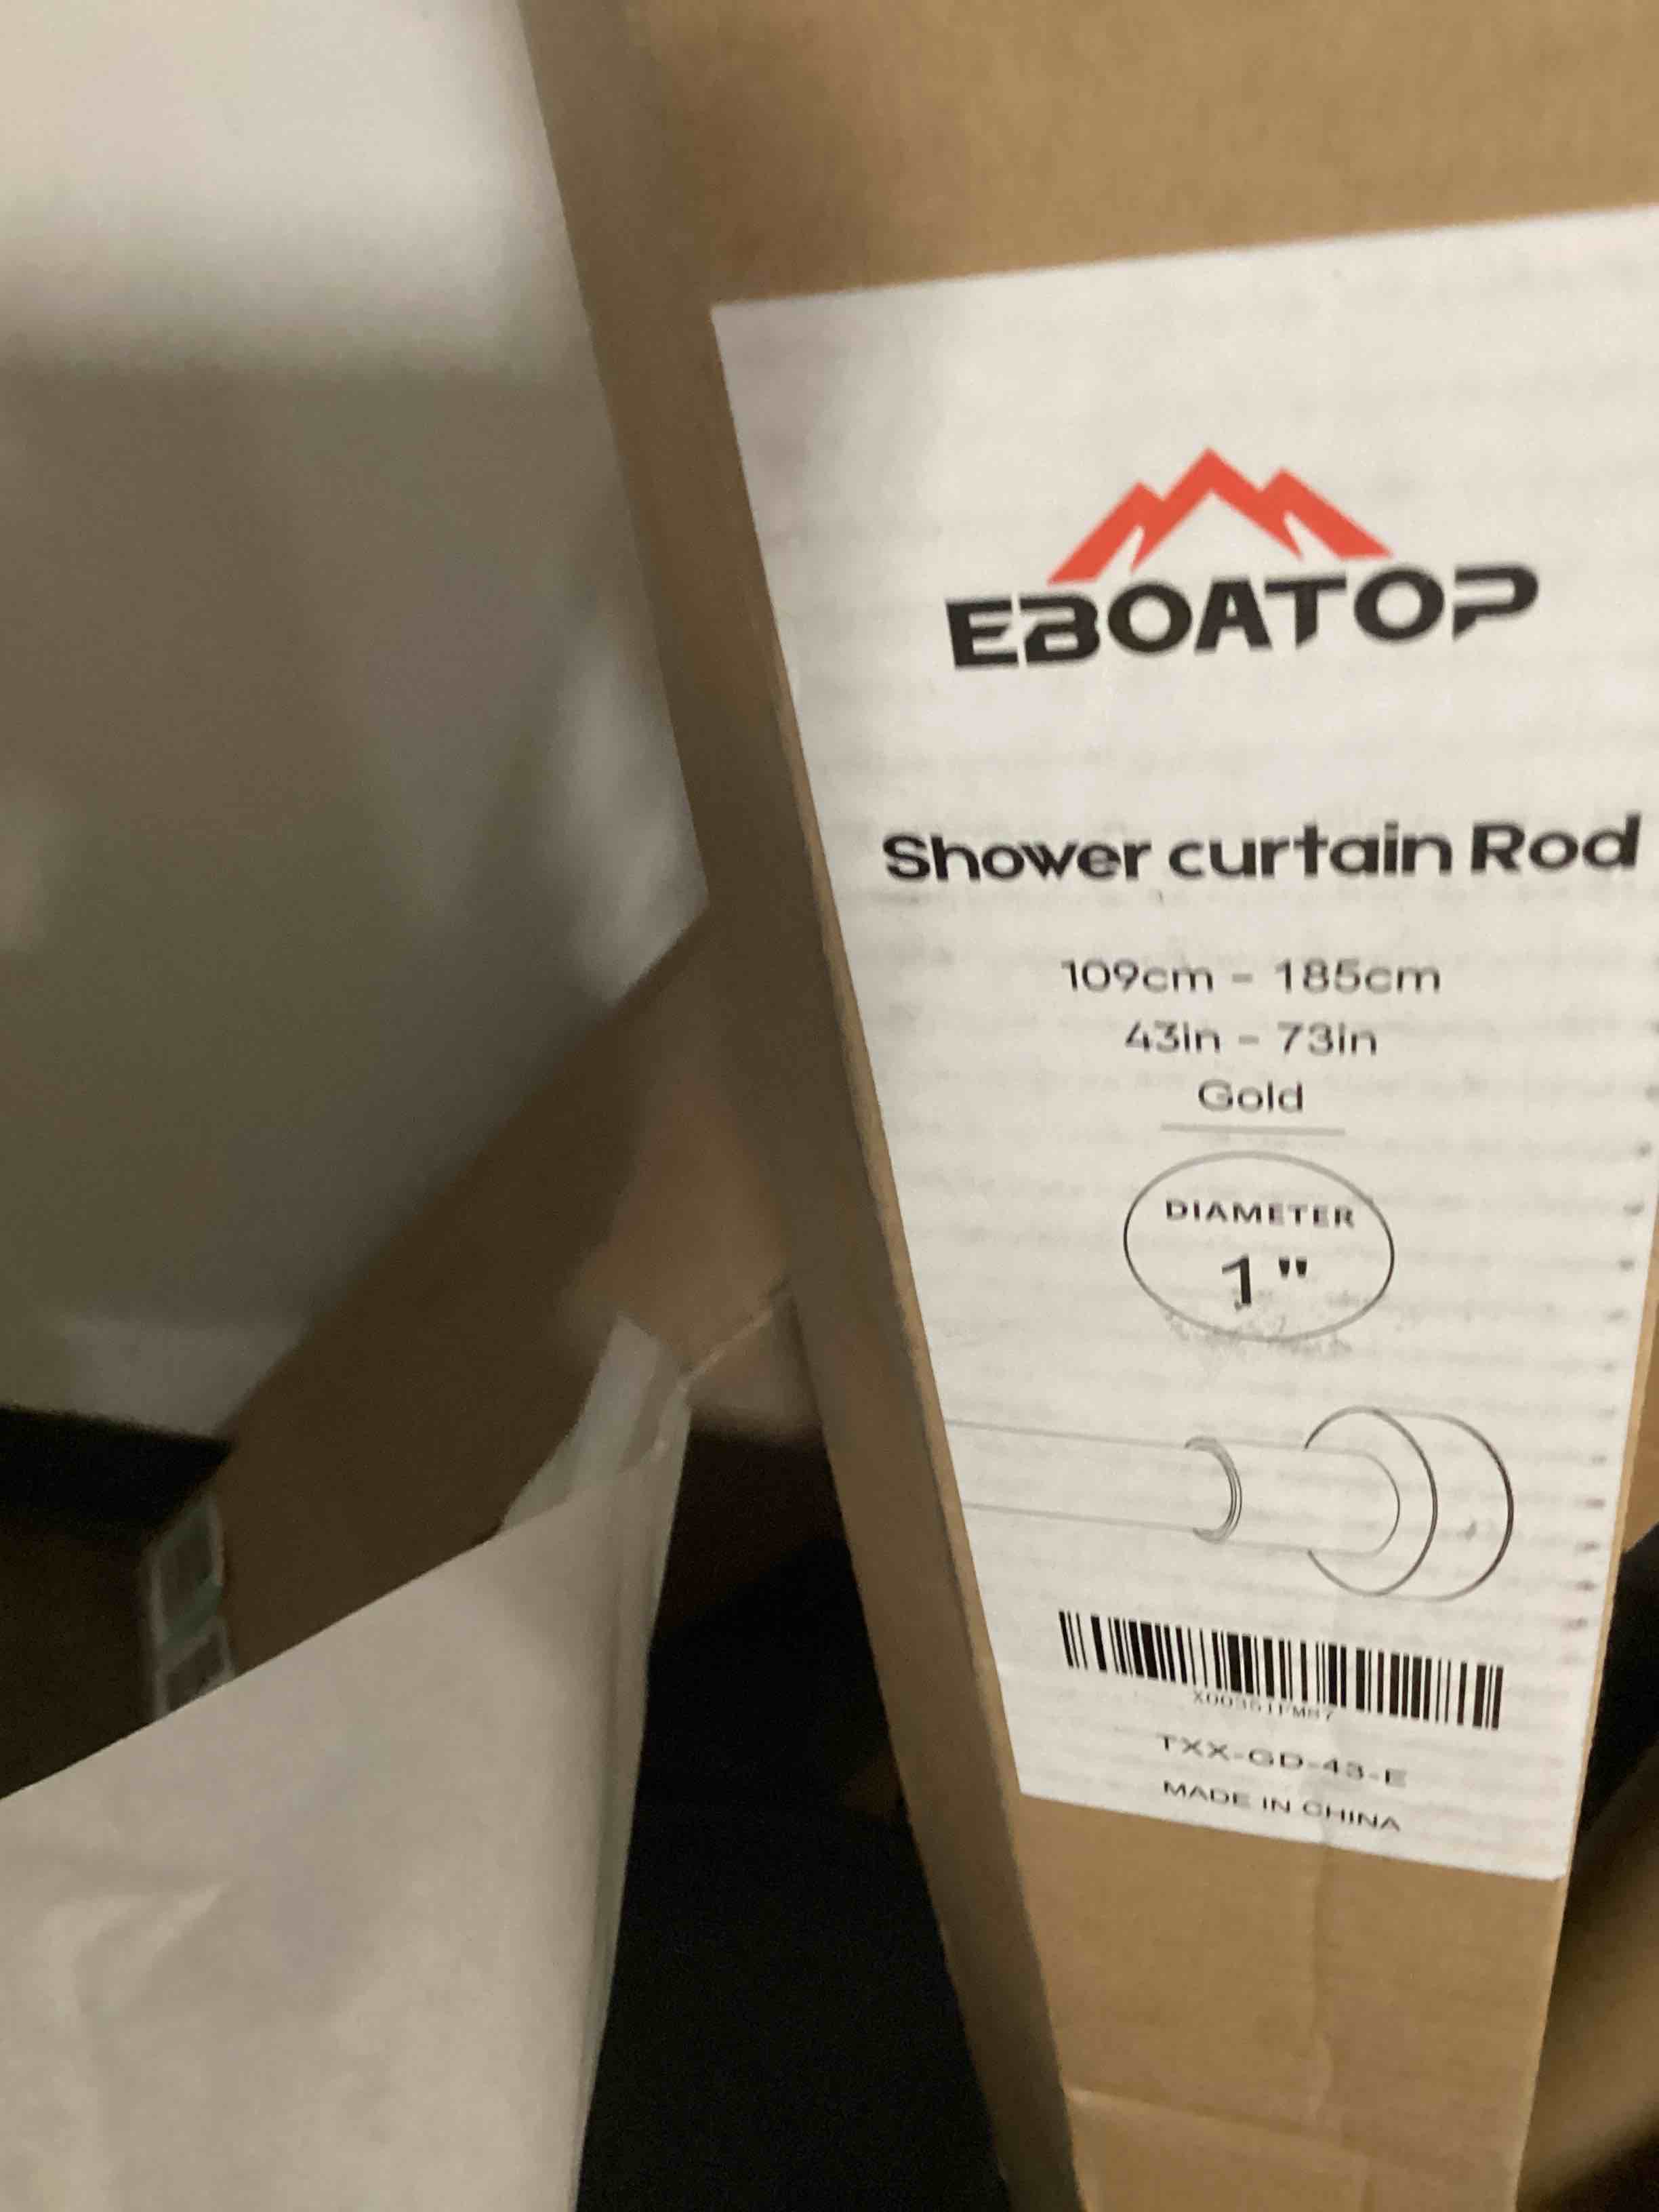 EBOATOP
Shower curtain Rod
109cm - 185cm
43in - 73in
Gold
DIAMETER
1"
TXX-GD-43-E
MADE IN CHINA